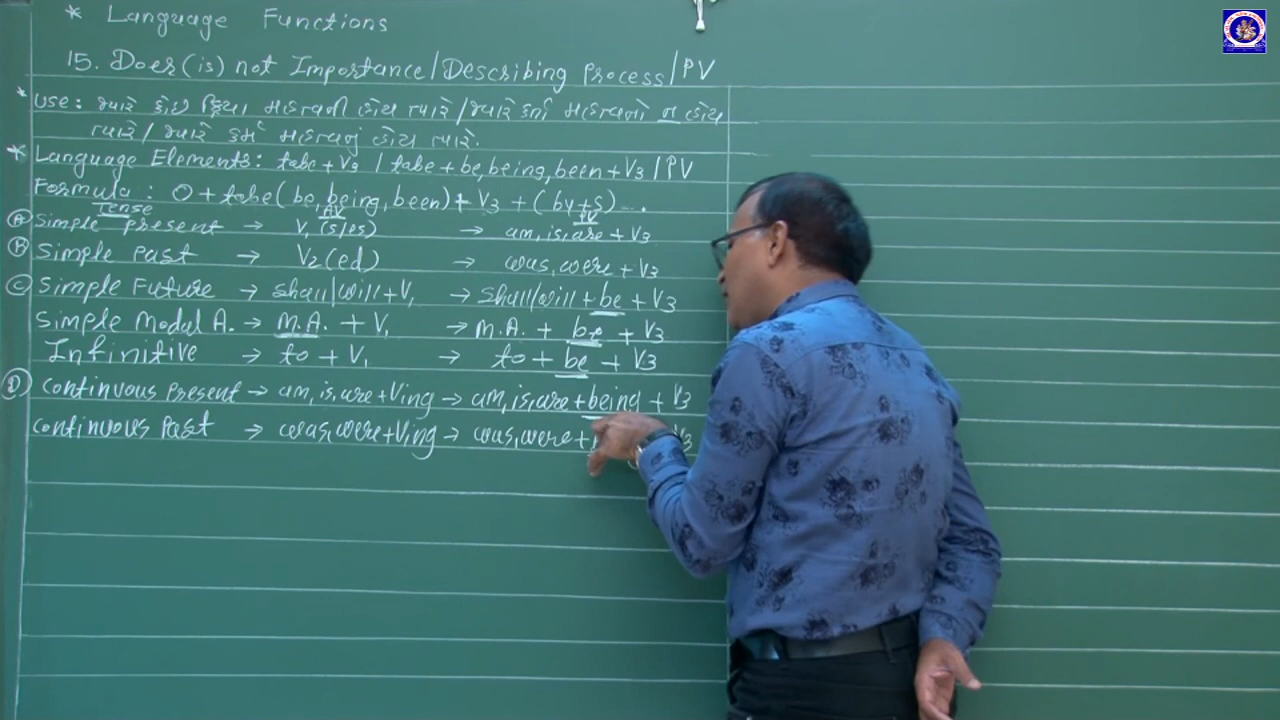 * Language Functions
15. Doer(is) not Importance/Describing Process/PV
* Use: જ્યારે કોઈ ક્રિયા મહત્વની હોય ત્યારે/જ્યારે કર્તા મહત્વનો ન હોય
ત્યારે/ જ્યારે કર્મ મહત્વનું હોય ત્યારે.
* Language Elements: tobe+V3 / tobe+be,being,been+V3/PV
Formula: O+tobe(be,being,been)+V3+(by+S)...
Tense AV PV
(A) Simple present → V1(s/es) → am,is,are+V3
(B) Simple Past → V2(ed) → was,were+V3
(C) Simple Future → shall/will+V1 → shall/will+be+V3
Simple Modul A. → M.A. + V1 → M.A. + be + V3
Infinitive → to + V1 → to + be + V3
(D) Continuous Present → am,is,are+Ving → am,is,are+being + V3
Continuous Past → was,were+Ving → was,were+ V3